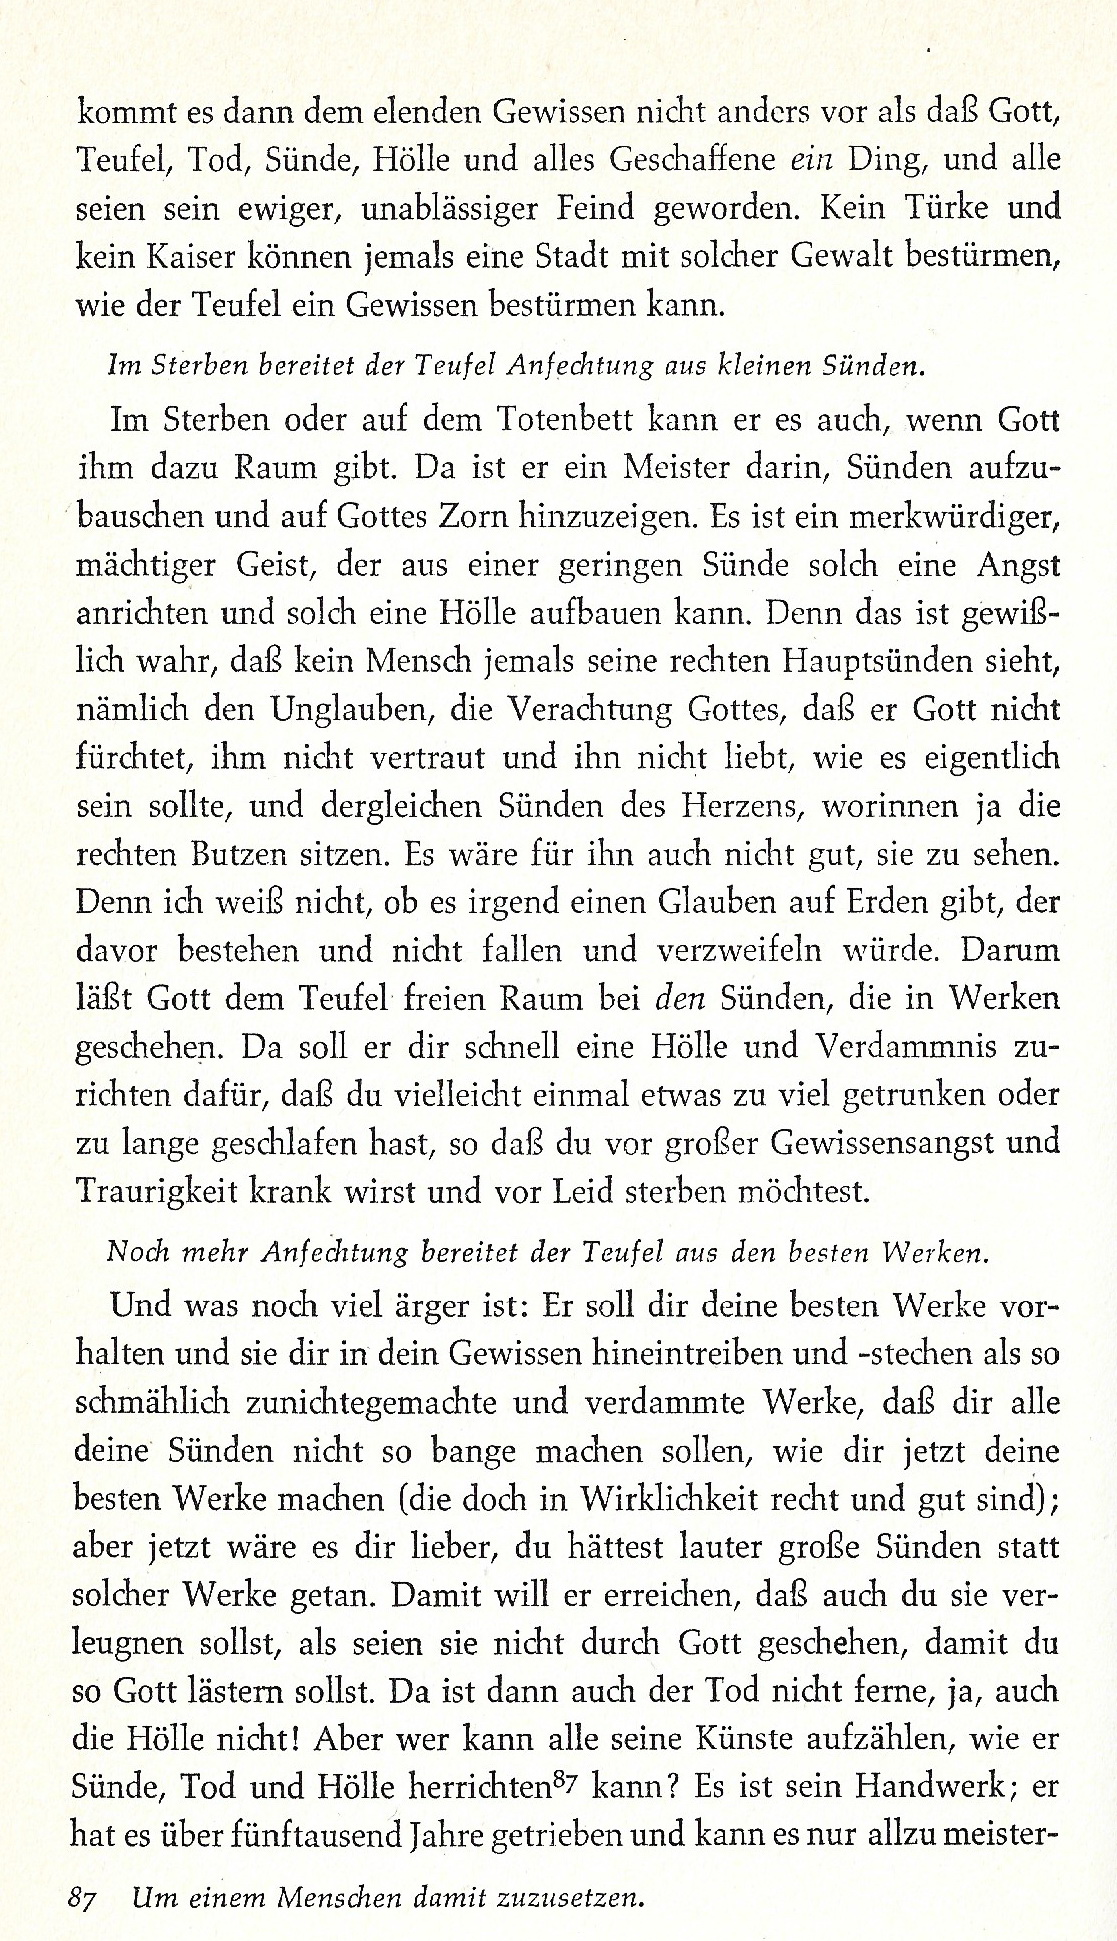 kommt es dann dem elenden Gewissen nicht anders vor als daß Gott,
Teufel, Tod, Sünde, Hölle und alles Geschaffene ein Ding, und alle
seien sein ewiger, unablässiger Feind geworden. Kein Türke und
kein Kaiser können jemals eine Stadt mit solcher Gewalt bestürmen,
wie der Teufel ein Gewissen bestürmen kann.
Im Sterben bereitet der Teufel Anfechtung aus kleinen Sünden.
Im Sterben oder auf dem Totenbett kann er es auch, wenn Gott
ihm dazu Raum gibt. Da ist er ein Meister darin, Sünden aufzu-
bauschen und auf Gottes Zorn hinzuzeigen. Es ist ein merkwürdiger,
mächtiger Geist, der aus einer geringen Sünde solch eine Angst
anrichten und solch eine Hölle aufbauen kann. Denn das ist gewiß-
lich wahr, daß kein Mensch jemals seine rechten Hauptsünden sieht,
nämlich den Unglauben, die Verachtung Gottes, daß er Gott nicht
fürchtet, ihm nicht vertraut und ihn nicht liebt, wie es eigentlich
sein sollte, und dergleichen Sünden des Herzens, worinnen ja die
rechten Butzen sitzen. Es wäre für ihn auch nicht gut, sie zu sehen.
Denn ich weiß nicht, ob es irgend einen Glauben auf Erden gibt, der
davor bestehen und nicht fallen und verzweifeln würde. Darum
läßt Gott dem Teufel freien Raum bei den Sünden, die in Werken
geschehen. Da soll er dir schnell eine Hölle und Verdammnis zu-
richten dafür, daß du vielleicht einmal etwas zu viel getrunken oder
zu lange geschlafen hast, so daß du vor großer Gewissensangst und
Traurigkeit krank wirst und vor Leid sterben möchtest.
Noch mehr Anfechtung bereitet der Teufel aus den besten Werken.
Und was noch viel ärger ist: Er soll dir deine besten Werke vor-
halten und sie dir in dein Gewissen hineintreiben und -stechen als so
schmählich zunichtegemachte und verdammte Werke, daß dir alle
deine Sünden nicht so bange machen sollen, wie dir jetzt deine
besten Werke machen (die doch in Wirklichkeit recht und gut sind);
aber jetzt wäre es dir lieber, du hättest lauter große Sünden statt
solcher Werke getan. Damit will er erreichen, daß auch du sie ver-
leugnen sollst, als seien sie nicht durch Gott geschehen, damit du
so Gott lästern sollst. Da ist dann auch der Tod nicht ferne, ja, auch
die Hölle nicht! Aber wer kann alle seine Künste aufzählen, wie er
Sünde, Tod und Hölle herrichten⁸⁷ kann? Es ist sein Handwerk; er
hat es über fünftausend Jahre getrieben und kann es nur allzu meister-
87 Um einem Menschen damit zuzusetzen.